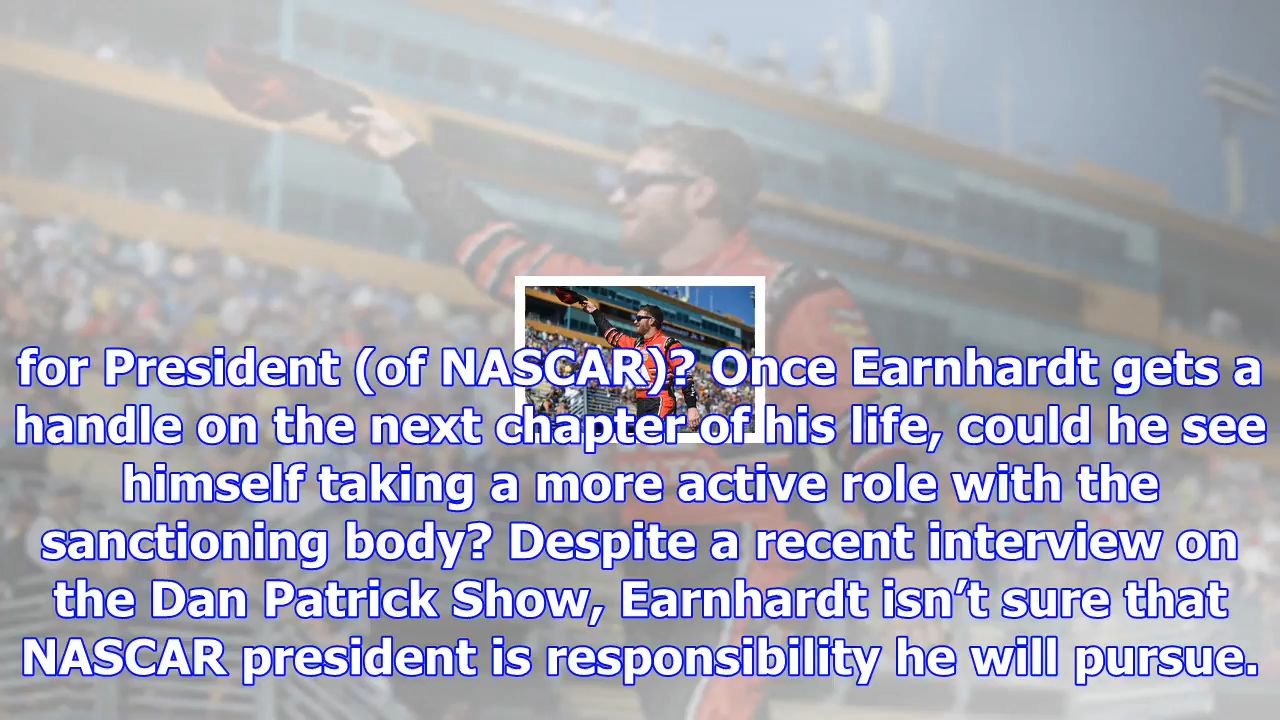 for President (of NASCAR)? Once Earnhardt gets a
handle on the next chapter of his life, could he see
himself taking a more active role with the
sanctioning body? Despite a recent interview on
the Dan Patrick Show, Earnhardt isn’t sure that
NASCAR president is responsibility he will pursue.